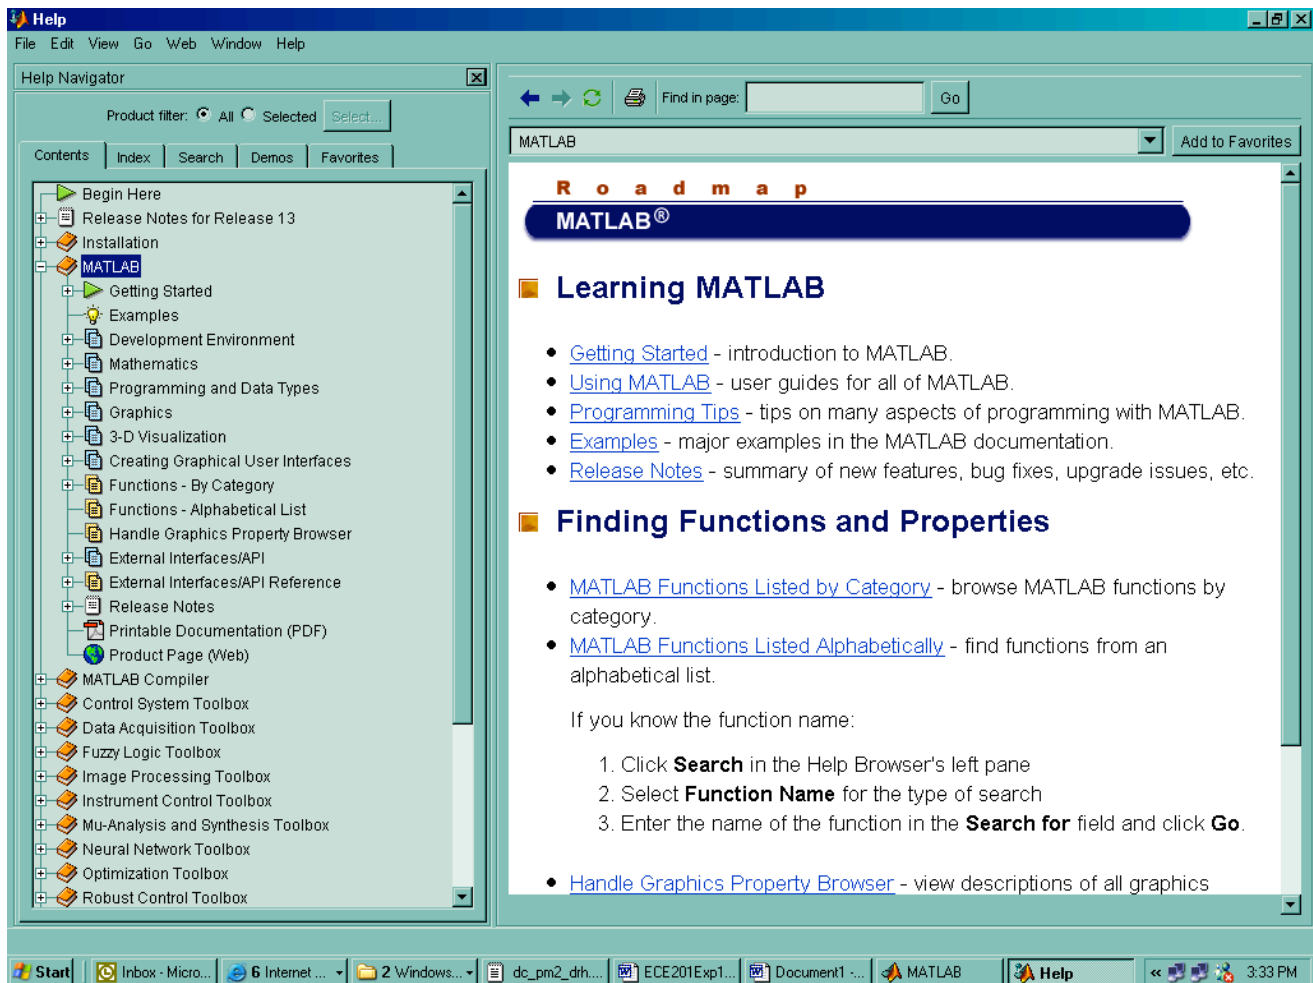 Help
File Edit View Go Web Window Help
Help Navigator
Product filter: All Selected Select...
Contents Index Search Demos Favorites
Begin Here
Release Notes for Release 13
Installation
MATLAB
Getting Started
Examples
Development Environment
Mathematics
Programming and Data Types
Graphics
3-D Visualization
Creating Graphical User Interfaces
Functions - By Category
Functions - Alphabetical List
Handle Graphics Property Browser
External Interfaces/API
External Interfaces/API Reference
Release Notes
Printable Documentation (PDF)
Product Page (Web)
MATLAB Compiler
Control System Toolbox
Data Acquisition Toolbox
Fuzzy Logic Toolbox
Image Processing Toolbox
Instrument Control Toolbox
Mu-Analysis and Synthesis Toolbox
Neural Network Toolbox
Optimization Toolbox
Robust Control Toolbox
Find in page: Go
MATLAB Add to Favorites
Roadmap
MATLAB®
Learning MATLAB
Getting Started - introduction to MATLAB.
Using MATLAB - user guides for all of MATLAB.
Programming Tips - tips on many aspects of programming with MATLAB.
Examples - major examples in the MATLAB documentation.
Release Notes - summary of new features, bug fixes, upgrade issues, etc.
Finding Functions and Properties
MATLAB Functions Listed by Category - browse MATLAB functions by
category.
MATLAB Functions Listed Alphabetically - find functions from an
alphabetical list.
If you know the function name:
1. Click Search in the Help Browser's left pane
2. Select Function Name for the type of search
3. Enter the name of the function in the Search for field and click Go.
Handle Graphics Property Browser - view descriptions of all graphics
Start Inbox - Micro... 6 Internet ... 2 Windows... dc_pm2_drh.... ECE201Exp1... Document1 -... MATLAB Help « 3:33 PM